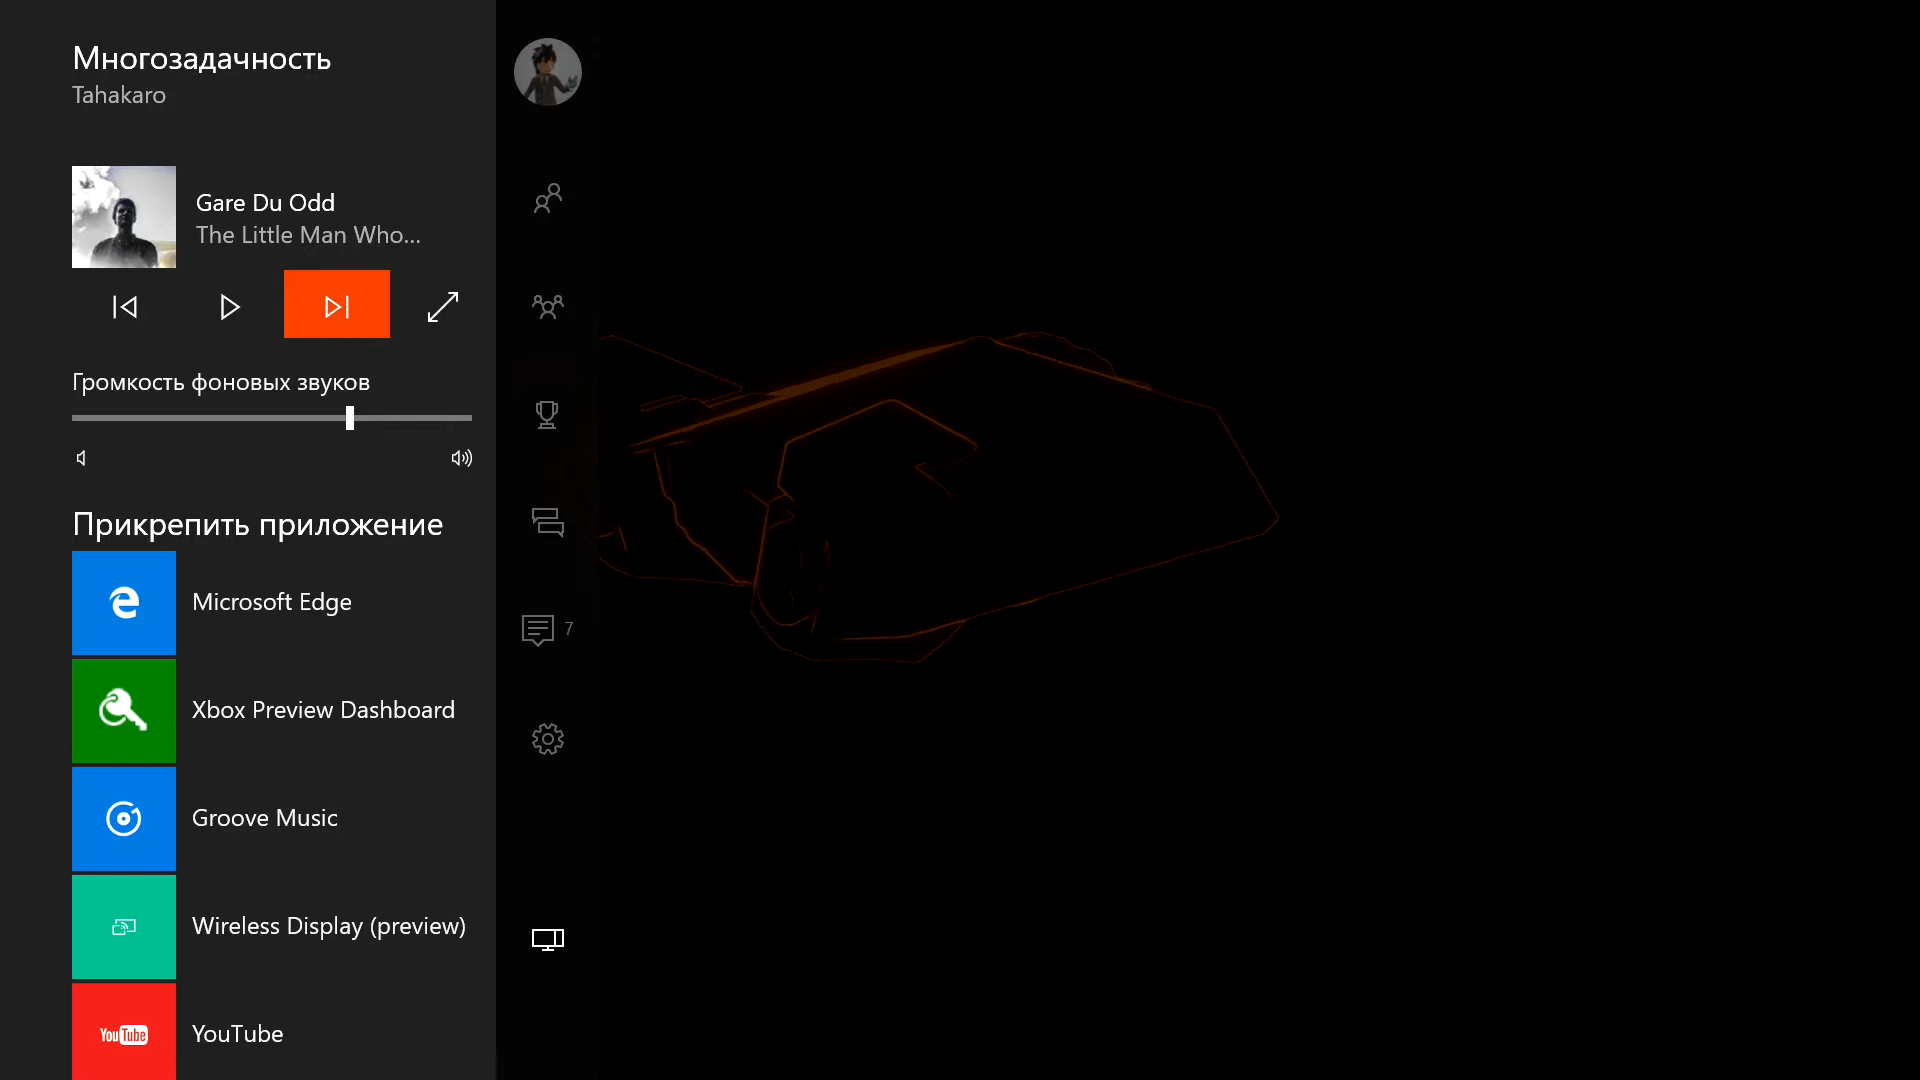 Многозадачность
Tahakaro
Gare Du Odd
The Little Man Who...
Громкость фоновых звуков
Прикрепить приложение
Microsoft Edge
7
Xbox Preview Dashboard
Groove Music
Wireless Display (preview)
YouTube
YouTube